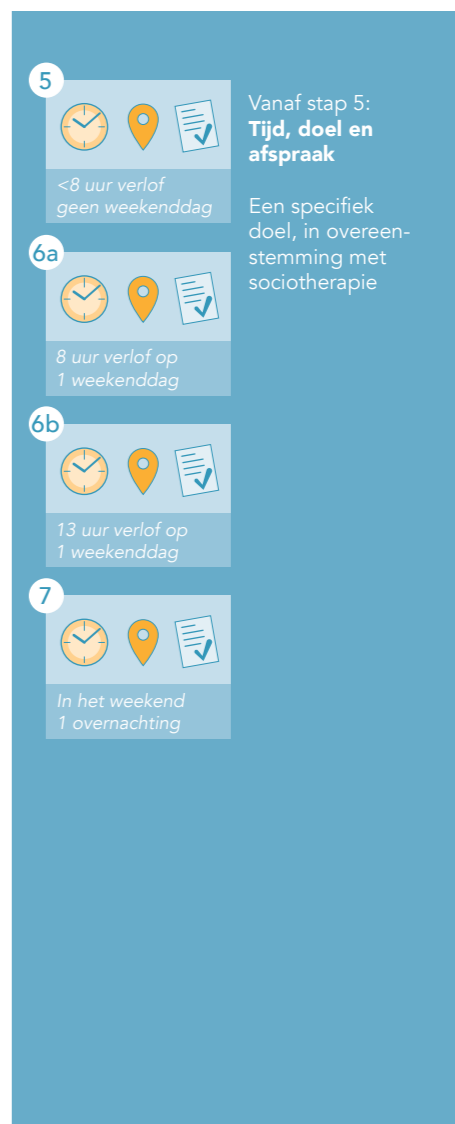 5
<8 uur verlof
geen weekenddag
Vanaf stap 5:
Tijd, doel en
afspraak
Een specifiek
doel, in overeen-
stemming met
sociotherapie
6a
8 uur verlof op
1 weekenddag
6b
13 uur verlof op
1 weekenddag
7
In het weekend
1 overnachting